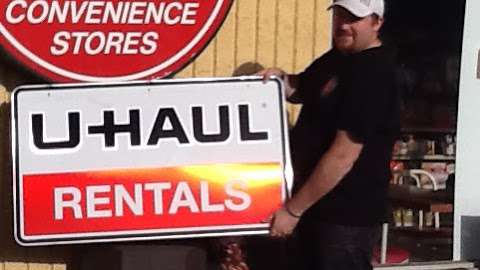 CONVENIENCE
STORES
U-HAUL®
RENTALS